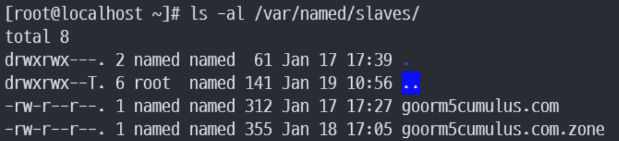 [root@localhost ~]# ls -al /var/named/slaves/
total 8
drwxrwx---. 2 named named  61 Jan 17 17:39 .
drwxrwx--T. 6 root  named 141 Jan 19 10:56 ..
-rw-r--r--. 1 named named 312 Jan 17 17:27 goorm5cumulus.com
-rw-r--r--. 1 named named 355 Jan 18 17:05 goorm5cumulus.com.zone